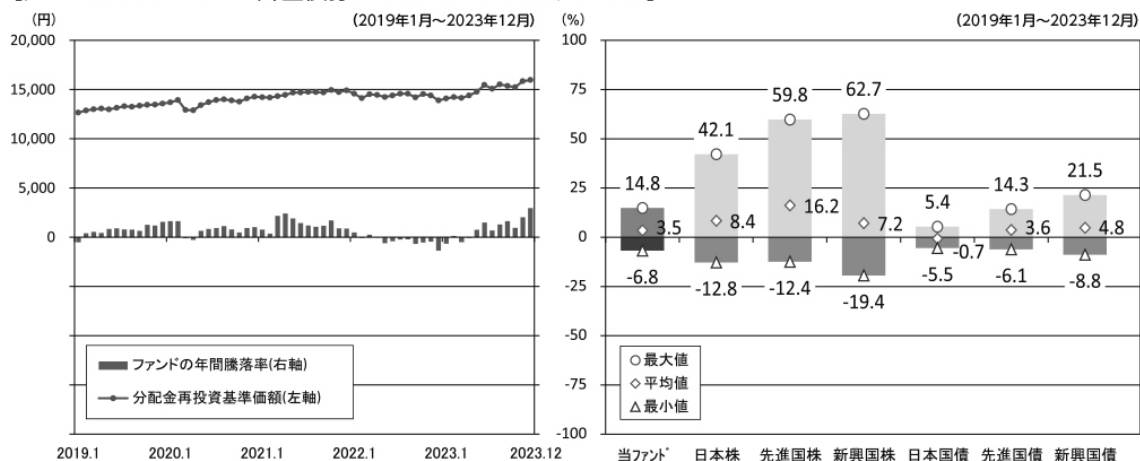 (円)
(2019年1月～2023年12月)
20,000
15,000
10,000
5,000
0
ファンドの年間騰落率(右軸)
分配金再投資基準価額(左軸)
2019.1 2020.1 2021.1 2022.1 2023.1 2023.12
(%)
(2019年1月～2023年12月)
100
75
50
25
0
-25
-50
-75
-100
14.8 42.1 59.8 62.7 5.4 14.3 21.5
3.5 8.4 16.2 7.2 -0.7 3.6 4.8
-6.8 -12.8 -12.4 -19.4 -5.5 -6.1 -8.8
最大値
平均値
最小値
当ファンド 日本株 先進国株 新興国株 日本国債 先進国債 新興国債